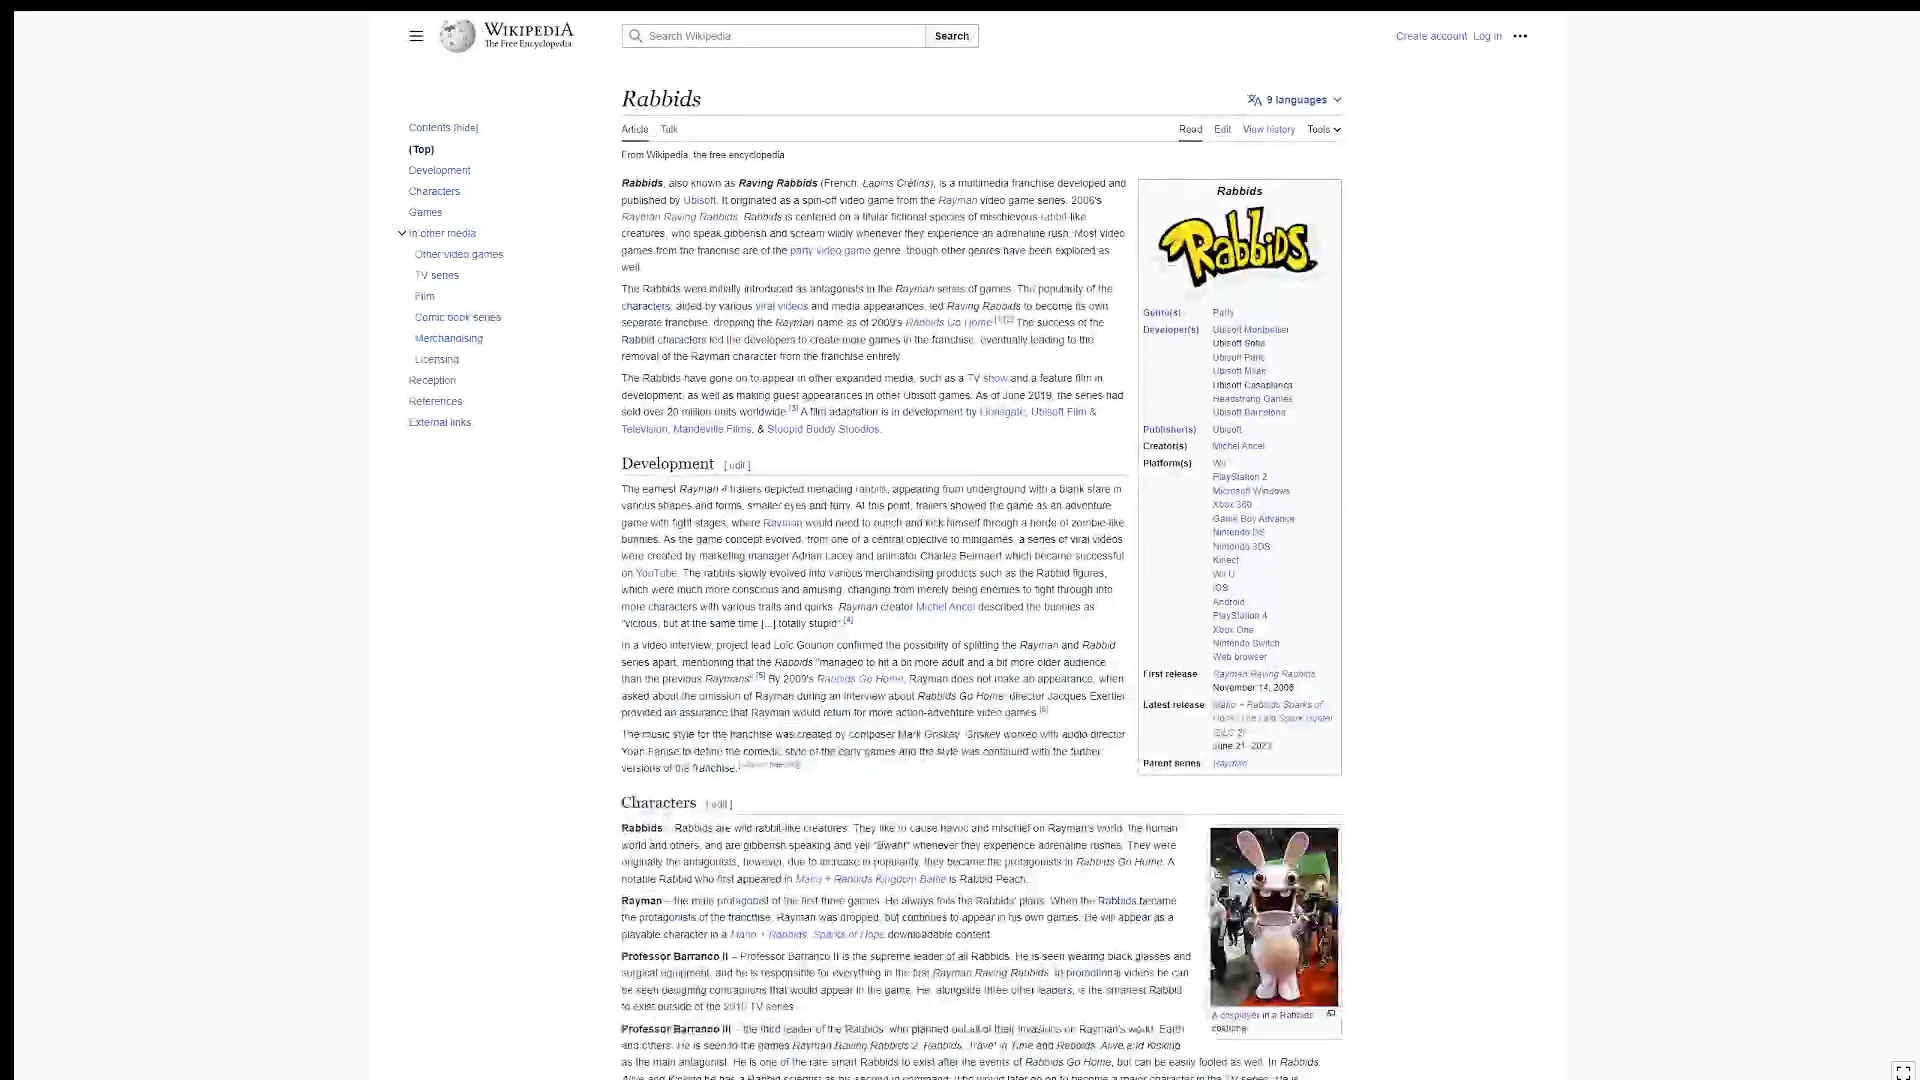 WIKIPEDIA
The Free Encyclopedia
Search Wikipedia
Search
Create account Log in
Rabbids
9 languages
Contents [hide]
(Top)
Development
Characters
Games
In other media
Other video games
TV series
Film
Comic book series
Merchandising
Licensing
Reception
References
External links
Article Talk
Read Edit View history Tools
From Wikipedia, the free encyclopedia
Rabbids, also known as Raving Rabbids (French: Lapins Crétins), is a multimedia franchise developed and
published by Ubisoft. It originated as a spin-off video game from the Rayman video game series, 2006's
Rayman Raving Rabbids. Rabbids is centered on a titular fictional species of mischievous rabbit-like
creatures, who speak gibberish and scream wildly whenever they experience an adrenaline rush. Most video
games from the franchise are of the party video game genre, though other genres have been explored as
well.
The Rabbids were initially introduced as antagonists in the Rayman series of games. The popularity of the
characters, aided by various viral videos and media appearances, led Raving Rabbids to become its own
separate franchise, dropping the Rayman name as of 2009's Rabbids Go Home.[1][2] The success of the
Rabbid characters led the developers to create more games in the franchise, eventually leading to the
removal of the Rayman character from the franchise entirely.
The Rabbids have gone on to appear in other expanded media, such as a TV show and a feature film in
development, as well as making guest appearances in other Ubisoft games. As of June 2019, the series had
sold over 20 million units worldwide.[3] A film adaptation is in development by Lionsgate, Ubisoft Film &
Television, Mandeville Films, & Stoopid Buddy Stoodios.
Development [edit]
The earliest Rayman 4 trailers depicted menacing rabbits, appearing from underground with a blank stare in
various shapes and forms, smaller eyes and furry. At this point, trailers showed the game as an adventure
game with fight stages, where Rayman would need to punch and kick himself through a horde of zombie-like
bunnies. As the game concept evolved, from one of a central objective to minigames, a series of viral videos
were created by marketing manager Adrian Lacey and animator Charles Beirnaert which became successful
on YouTube. The rabbits slowly evolved into various merchandising products such as the Rabbid figures,
which were much more conscious and amusing, changing from merely being enemies to fight through into
more characters with various traits and quirks. Rayman creator Michel Ancel described the bunnies as
"vicious, but at the same time [...] totally stupid".[4]
In a video interview, project lead Loïc Gounon confirmed the possibility of splitting the Rayman and Rabbid
series apart, mentioning that the Rabbids "managed to hit a bit more adult and a bit more older audience
than the previous Raymans".[5] By 2009's Rabbids Go Home, Rayman does not make an appearance, when
asked about the omission of Rayman during an interview about Rabbids Go Home, director Jacques Exertier
provided an assurance that Rayman would return for more action-adventure video games.[6]
The music style for the franchise was created by composer Mark Griskey. Griskey worked with audio director
Yoan Fanise to define the comedic style of the early games and the style was continued with the further
versions of the franchise.[citation needed]
Characters [edit]
Rabbids – Rabbids are wild rabbit-like creatures. They like to cause havoc and mischief on Rayman's world, the human
world and others, and are gibberish speaking and yell "Bwah!" whenever they experience adrenaline rushes. They were
originally the antagonists, however, due to increase in popularity, they became the protagonists in Rabbids Go Home. A
notable Rabbid who first appeared in Mario + Rabbids Kingdom Battle is Rabbid Peach.
Rayman – the main protagonist of the first three games. He always foils the Rabbids' plans. When the Rabbids became
the protagonists of the franchise, Rayman was dropped, but continues to appear in his own games. He will appear as a
playable character in a Mario + Rabbids: Sparks of Hope downloadable content.
Professor Barranco II – Professor Barranco II is the supreme leader of all Rabbids. He is seen wearing black glasses and
surgical equipment, and he is responsible for everything in the first Rayman Raving Rabbids. In promotional videos he can
be seen designing contraptions that would appear in the game. He, alongside three other leaders, is the smartest Rabbid
to exist outside of the 2010 TV series.
Professor Barranco III – the third leader of the Rabbids, who planned out all of their invasions on Rayman's world, Earth
and others. He is seen in the games Rayman Raving Rabbids 2, Rabbids: Travel in Time and Rabbids: Alive and Kicking
as the main antagonist. He is one of the rare smart Rabbids to exist after the events of Rabbids Go Home, but can be easily fooled as well. In Rabbids:
Alive and Kicking he has a Rabbid scientist as his second in command, who would later go on to become a major character in the TV series. He is
Rabbids
Rabbids
Genre(s) Party
Developer(s) Ubisoft Montpellier
Ubisoft Sofia
Ubisoft Paris
Ubisoft Milan
Ubisoft Casablanca
Headstrong Games
Ubisoft Barcelona
Publisher(s) Ubisoft
Creator(s) Michel Ancel
Platform(s) Wii
PlayStation 2
Microsoft Windows
Xbox 360
Game Boy Advance
Nintendo DS
Nintendo 3DS
Kinect
Wii U
iOS
Android
PlayStation 4
Xbox One
Nintendo Switch
Web browser
First release Rayman Raving Rabbids
November 14, 2006
Latest release Mario + Rabbids Sparks of
Hope: The Last Spark Hunter
(DLC 2)
June 21, 2023
Parent series Rayman
A cosplayer in a Rabbids
costume